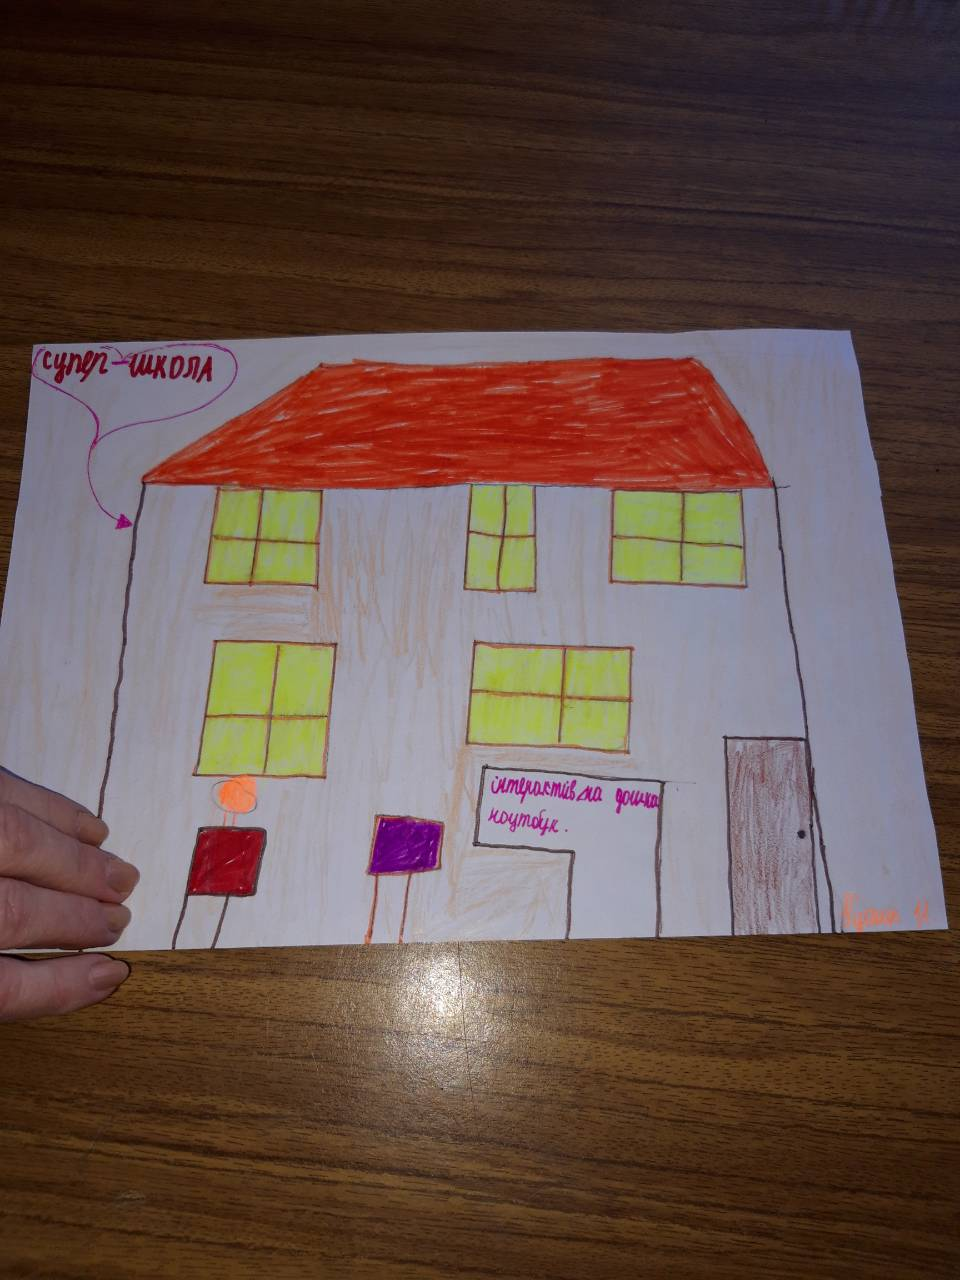 супер-школа
інтерактивна дошка
ноутбук.